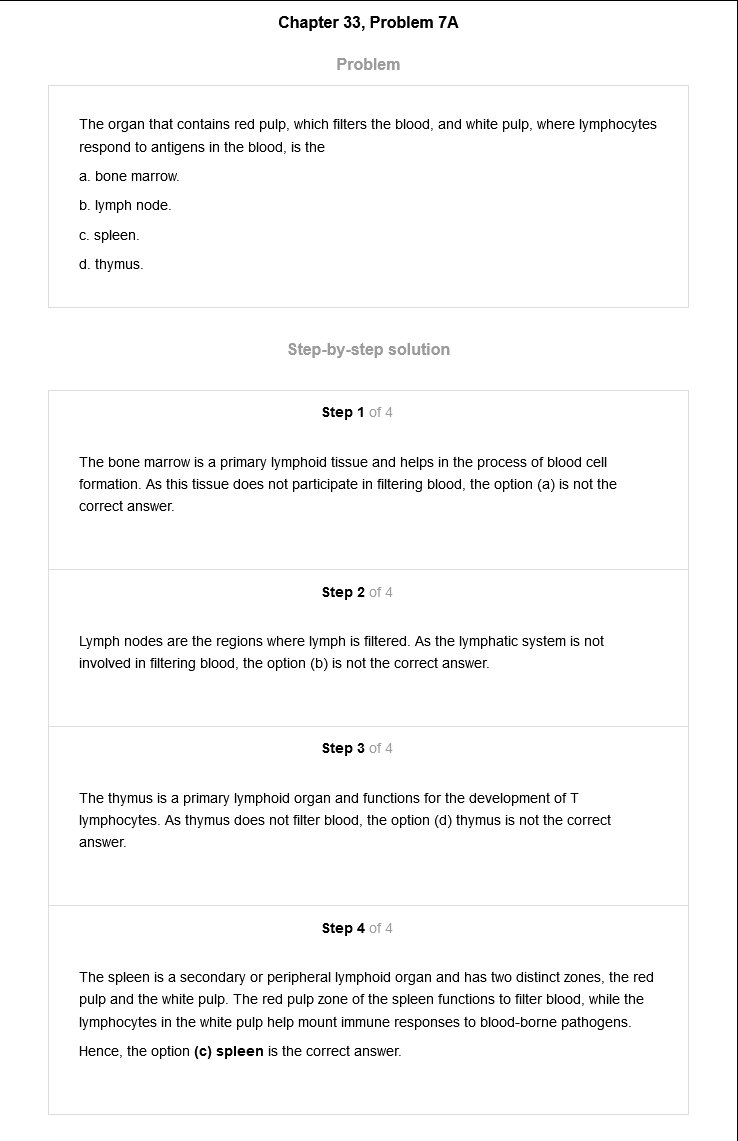 Chapter 33, Problem 7A
Problem
The organ that contains red pulp, which filters the blood, and white pulp, where lymphocytes
respond to antigens in the blood, is the
a. bone marrow.
b. lymph node.
c. spleen.
d. thymus.
Step-by-step solution
Step 1 of 4
The bone marrow is a primary lymphoid tissue and helps in the process of blood cell
formation. As this tissue does not participate in filtering blood, the option (a) is not the
correct answer.
Step 2 of 4
Lymph nodes are the regions where lymph is filtered. As the lymphatic system is not
involved in filtering blood, the option (b) is not the correct answer.
Step 3 of 4
The thymus is a primary lymphoid organ and functions for the development of T
lymphocytes. As thymus does not filter blood, the option (d) thymus is not the correct
answer.
Step 4 of 4
The spleen is a secondary or peripheral lymphoid organ and has two distinct zones, the red
pulp and the white pulp. The red pulp zone of the spleen functions to filter blood, while the
lymphocytes in the white pulp help mount immune responses to blood-borne pathogens.
Hence, the option (c) spleen is the correct answer.